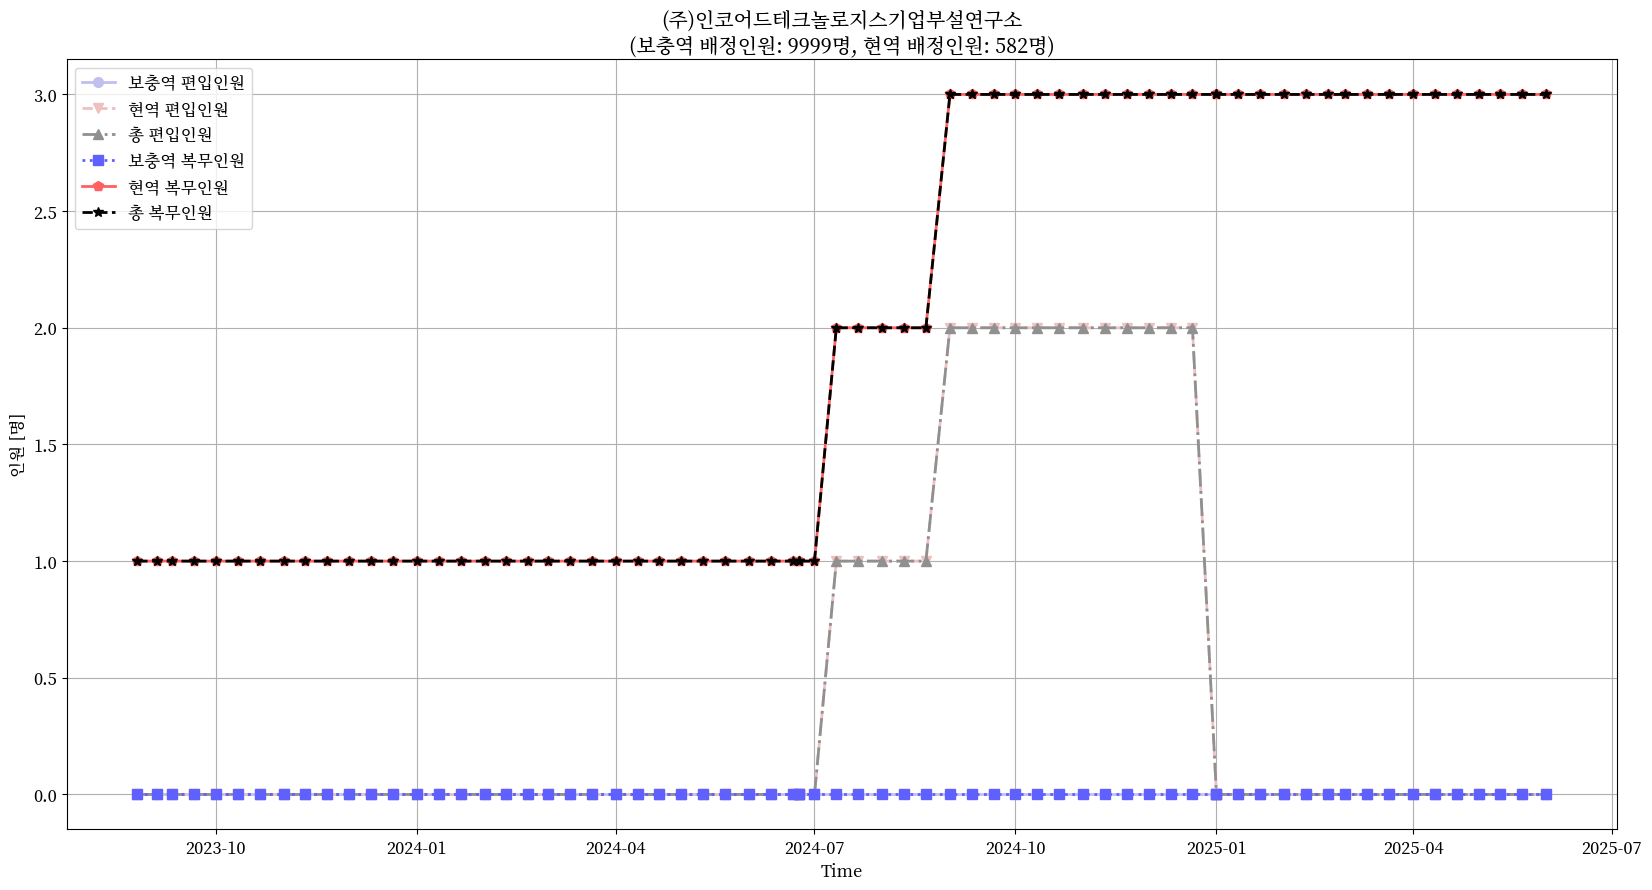 (주)인코어드테크놀로지스기업부설연구소
(보충역 배정인원: 9999명, 현역 배정인원: 582명)
보충역 편입인원
현역 편입인원
총 편입인원
보충역 복무인원
현역 복무인원
총 복무인원
인원 [명]
3.0
2.5
2.0
1.5
1.0
0.5
0.0
2023-10
2024-01
2024-04
2024-07
2024-10
2025-01
2025-04
2025-07
Time